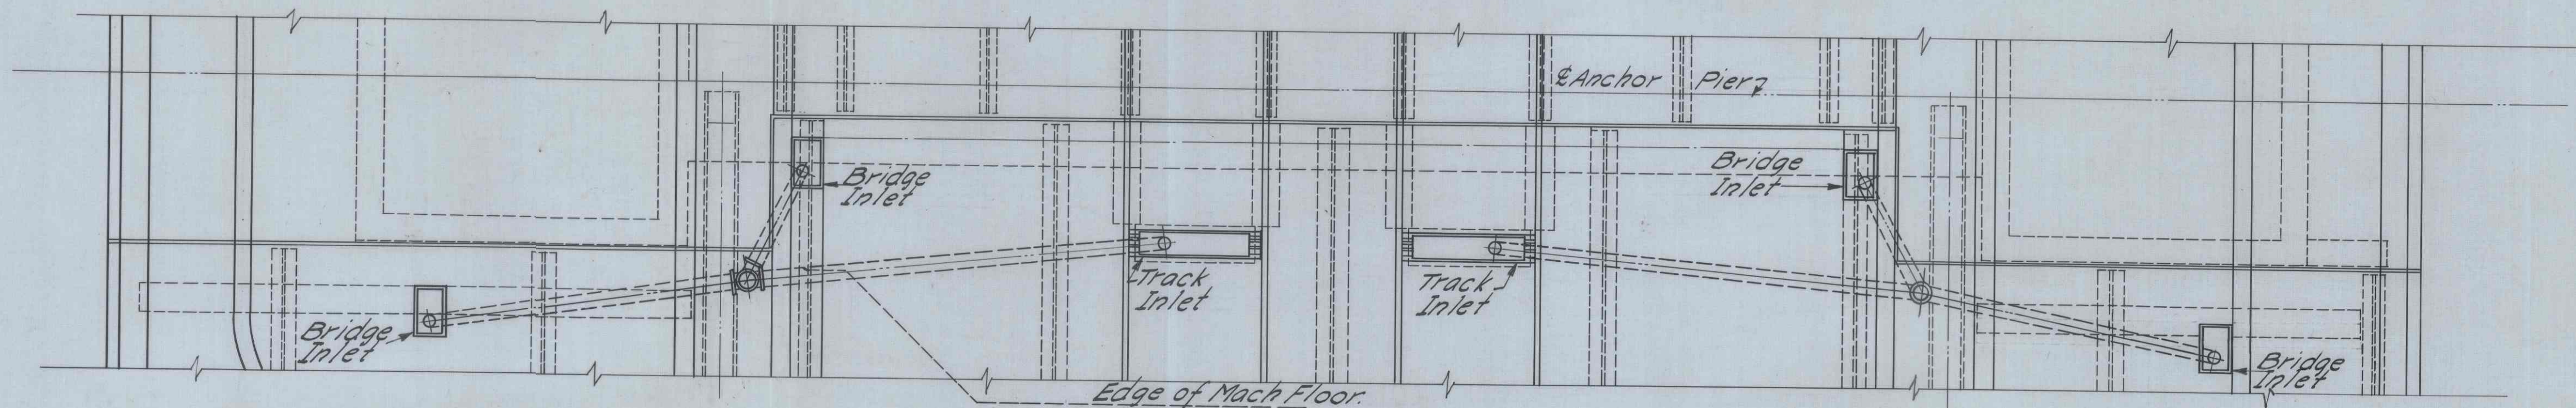 ℄ Anchor Pier
Bridge
Inlet
Bridge
Inlet
Bridge
Inlet
Track
Inlet
Track
Inlet
Bridge
Inlet
Edge of Mach Floor.